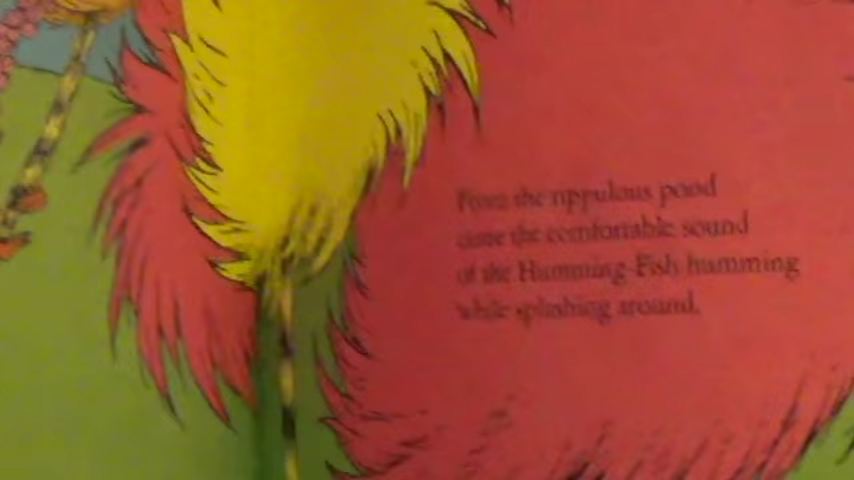 From the rippulous pond
came the comfortable sound
of the Humming-Fish humming
while splashing around.